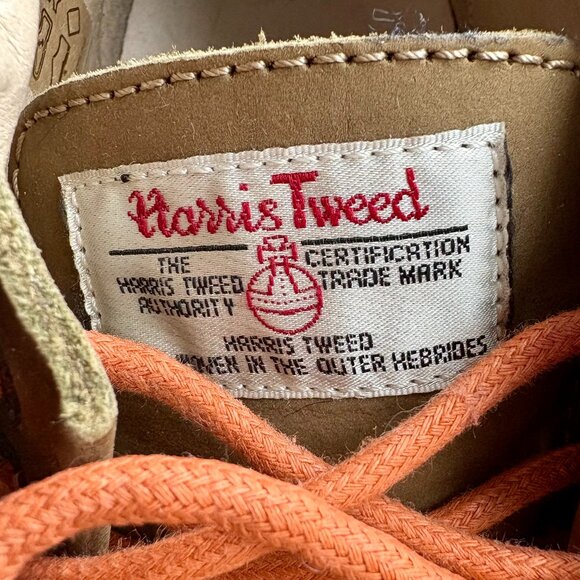 Harris Tweed
THE CERTIFICATION
HARRIS TWEED TRADE MARK
AUTHORITY
HARRIS TWEED
WOVEN IN THE OUTER HEBRIDES